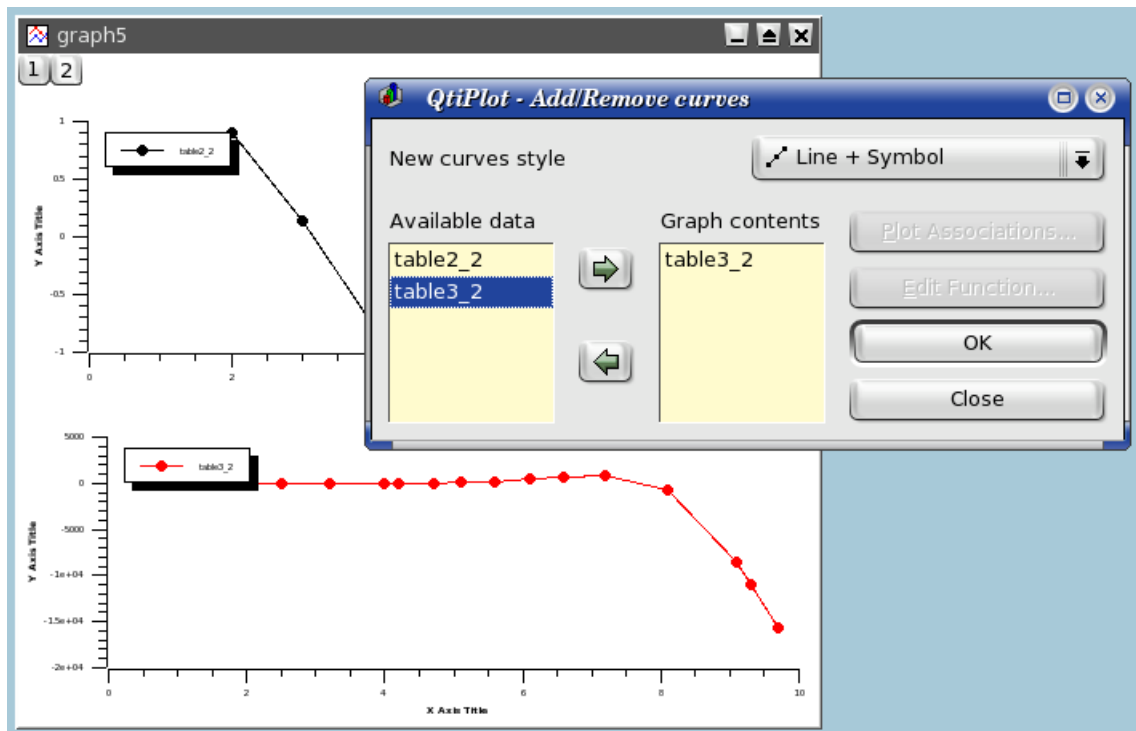 graph5
1 2
QtiPlot - Add/Remove curves
New curves style
Line + Symbol
Available data
Graph contents
table2_2
table3_2
table3_2
Plot Associations...
Edit Function...
OK
Close
1
0.5
0
-0.5
-1
Y Axis Title
table2_2
0
2
5000
0
-5000
-1e+04
-1.5e+04
-2e+04
Y Axis Title
table3_2
0
2
4
6
8
10
X Axis Title